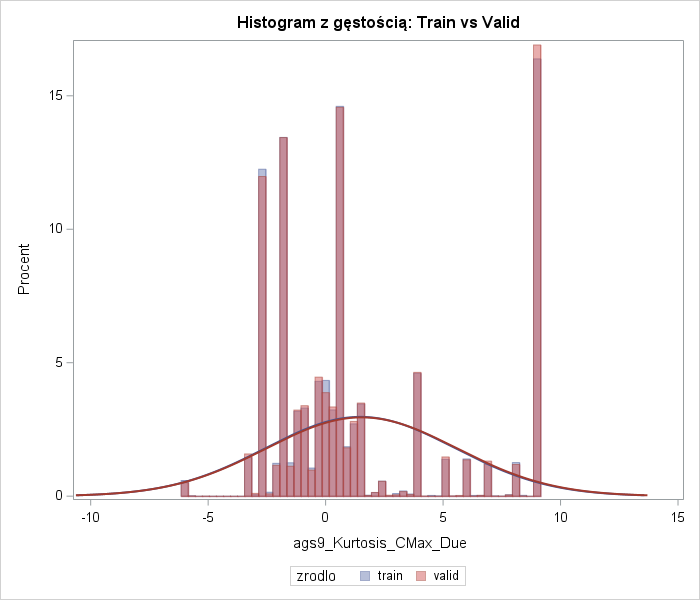 Histogram z gęstością: Train vs Valid
Procent
15
10
5
0
-10 -5 0 5 10 15
ags9_Kurtosis_CMax_Due
zrodlo train valid